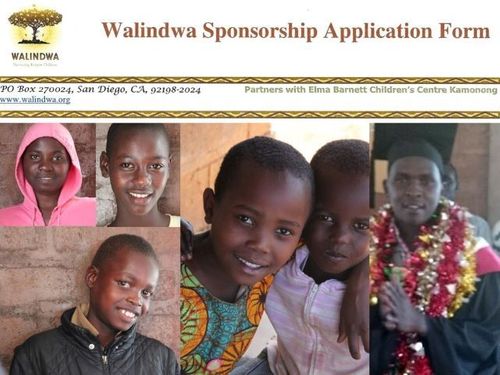 Walindwa Sponsorship Application Form
WALINDWA
PO Box 270024, San Diego, CA, 92198-2024
Partners with Elma Barnett Children's Centre Kamonong
www.walindwa.org